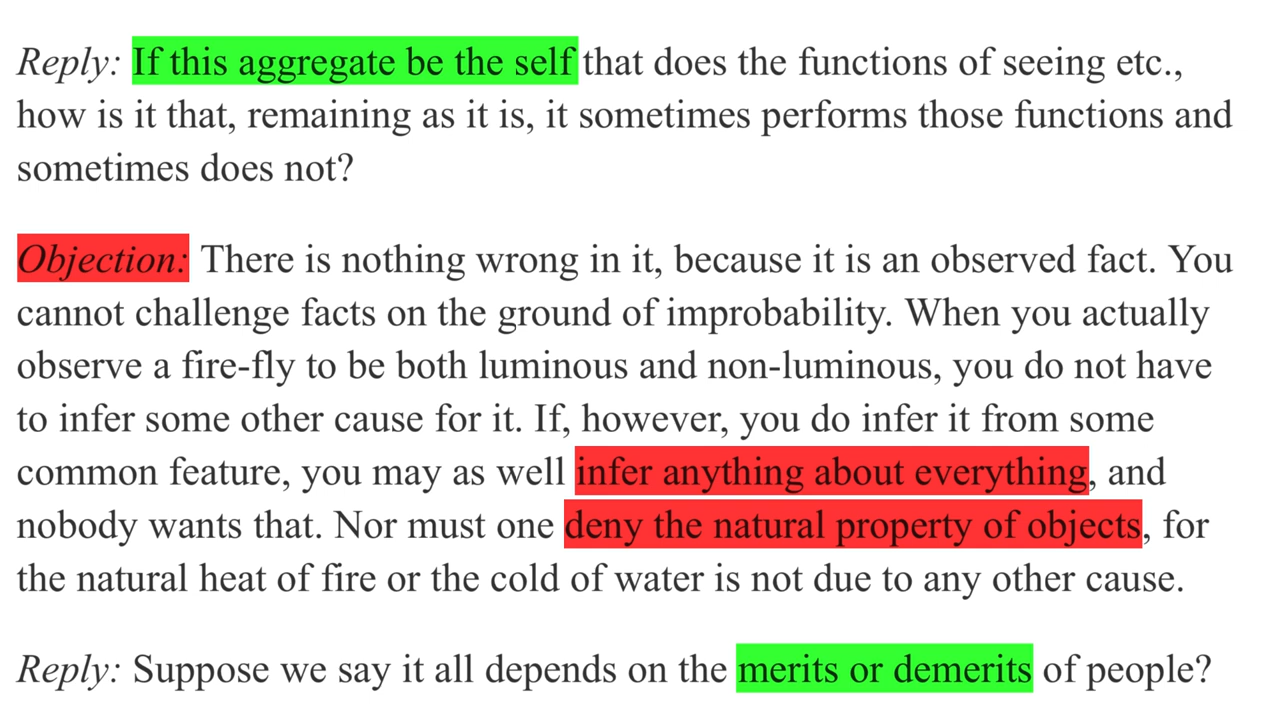 Reply: If this aggregate be the self that does the functions of seeing etc.,
how is it that, remaining as it is, it sometimes performs those functions and
sometimes does not?
Objection: There is nothing wrong in it, because it is an observed fact. You
cannot challenge facts on the ground of improbability. When you actually
observe a fire-fly to be both luminous and non-luminous, you do not have
to infer some other cause for it. If, however, you do infer it from some
common feature, you may as well infer anything about everything, and
nobody wants that. Nor must one deny the natural property of objects, for
the natural heat of fire or the cold of water is not due to any other cause.
Reply: Suppose we say it all depends on the merits or demerits of people?